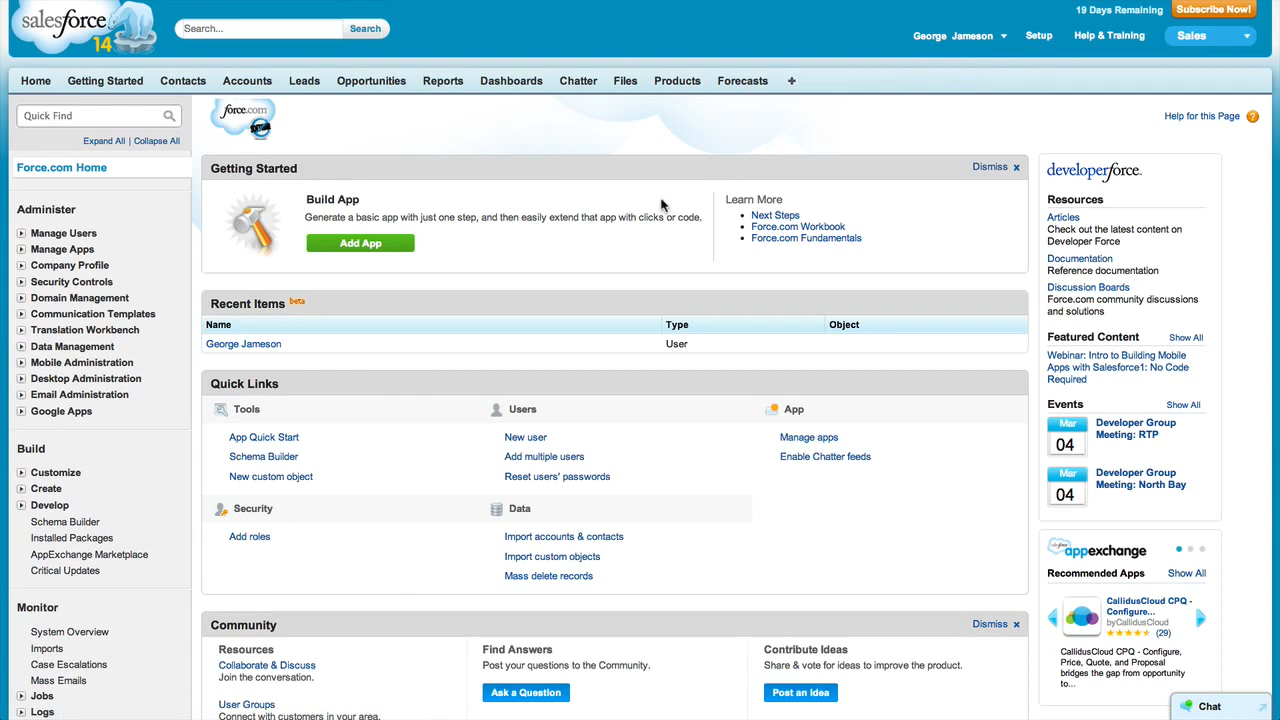 salesforce
14
Search...
Search
19 Days Remaining
Subscribe Now!
George Jameson
Setup
Help & Training
Sales
Home
Getting Started
Contacts
Accounts
Leads
Opportunities
Reports
Dashboards
Chatter
Files
Products
Forecasts
+
Quick Find
Expand All | Collapse All
Force.com Home
Administer
Manage Users
Manage Apps
Company Profile
Security Controls
Domain Management
Communication Templates
Translation Workbench
Data Management
Mobile Administration
Desktop Administration
Email Administration
Google Apps
Build
Customize
Create
Develop
Schema Builder
Installed Packages
AppExchange Marketplace
Critical Updates
Monitor
System Overview
Imports
Case Escalations
Mass Emails
Jobs
Logs
force.com
Help for this Page ?
Getting Started
Dismiss x
Build App
Generate a basic app with just one step, and then easily extend that app with clicks or code.
Add App
Learn More
• Next Steps
• Force.com Workbook
• Force.com Fundamentals
Recent Items beta
Name
Type
Object
George Jameson
User
Quick Links
Tools
App Quick Start
Schema Builder
New custom object
Users
New user
Add multiple users
Reset users' passwords
App
Manage apps
Enable Chatter feeds
Security
Add roles
Data
Import accounts & contacts
Import custom objects
Mass delete records
Community
Dismiss x
Resources
Collaborate & Discuss
Join the conversation.
User Groups
Connect with customers in your area.
Find Answers
Post your questions to the Community.
Ask a Question
Contribute Ideas
Share & vote for ideas to improve the product.
Post an Idea
developerforce.
Resources
Articles
Check out the latest content on
Developer Force
Documentation
Reference documentation
Discussion Boards
Force.com community discussions
and solutions
Featured Content
Show All
Webinar: Intro to Building Mobile
Apps with Salesforce1: No Code
Required
Events
Show All
Mar
04
Developer Group
Meeting: RTP
Mar
04
Developer Group
Meeting: North Bay
salesforce
appexchange
Recommended Apps
Show All
CallidusCloud CPQ -
Configure...
byCallidusCloud
(29)
CallidusCloud CPQ - Configure,
Price, Quote, and Proposal
bridges the gap from opportunity
to...
Chat